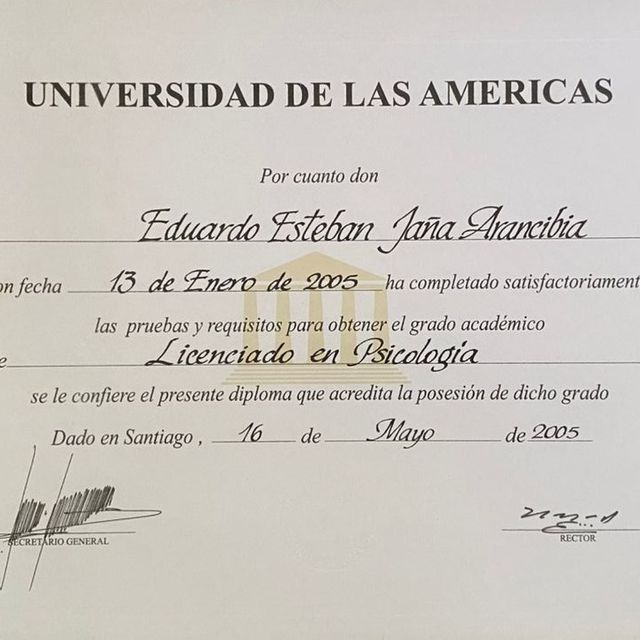 UNIVERSIDAD DE LAS AMERICAS
Por cuanto don
Eduardo Esteban Jaña Arancibia
on fecha 13 de Enero de 2005 ha completado satisfactoriament
las pruebas y requisitos para obtener el grado académico
e Licenciado en Psicología
se le confiere el presente diploma que acredita la posesión de dicho grado
Dado en Santiago , 16 de Mayo de 2005
SECRETARIO GENERAL
RECTOR